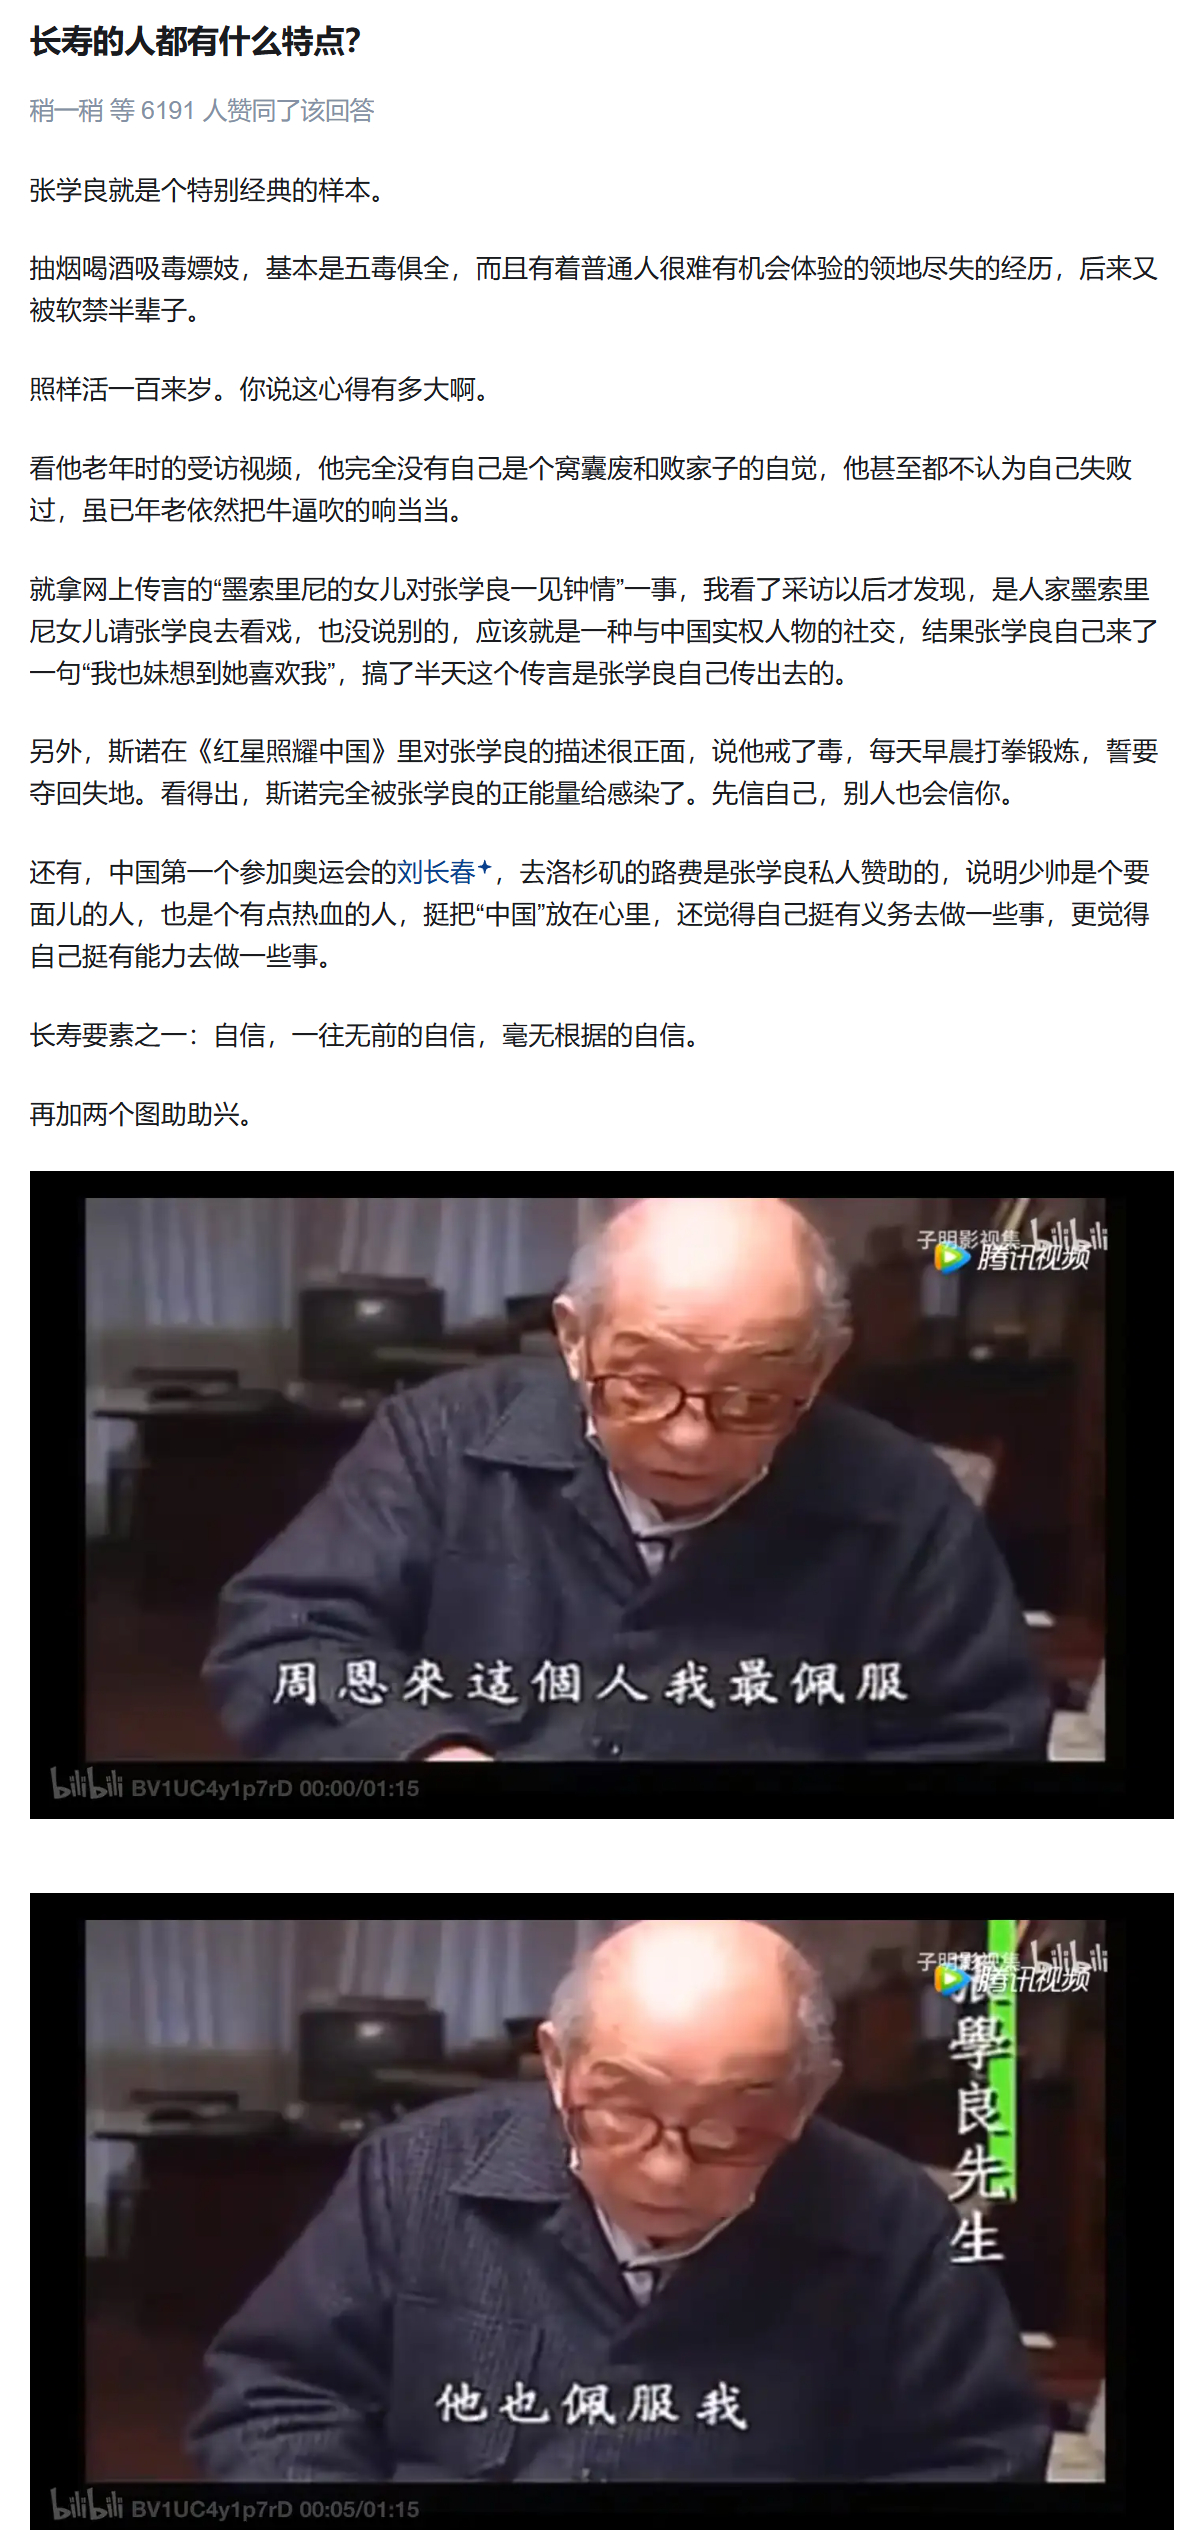 长寿的人都有什么特点？
稍一稍 等 6191 人赞同了该回答
张学良就是个特别经典的样本。
抽烟喝酒吸毒嫖妓，基本是五毒俱全，而且有着普通人很难有机会体验的领地尽失的经历，后来又
被软禁半辈子。
照样活一百来岁。你说这心得有多大啊。
看他老年时的受访视频，他完全没有自己是个窝囊废和败家子的自觉，他甚至都不认为自己失败
过，虽已年老依然把牛逼吹的响当当。
就拿网上传言的“墨索里尼的女儿对张学良一见钟情”一事，我看了采访以后才发现，是人家墨索里
尼女儿请张学良去看戏，也没说别的，应该就是一种与中国实权人物的社交，结果张学良自己来了
一句“我也妹想到她喜欢我”，搞了半天这个传言是张学良自己传出去的。
另外，斯诺在《红星照耀中国》里对张学良的描述很正面，说他戒了毒，每天早晨打拳锻炼，誓要
夺回失地。看得出，斯诺完全被张学良的正能量给感染了。先信自己，别人也会信你。
还有，中国第一个参加奥运会的刘长春，去洛杉矶的路费是张学良私人赞助的，说明少帅是个要
面儿的人，也是个有点热血的人，挺把“中国”放在心里，还觉得自己挺有义务去做一些事，更觉得
自己挺有能力去做一些事。
长寿要素之一：自信，一往无前的自信，毫无根据的自信。
再加两个图助助兴。
子明影视集 bilibili
腾讯视频
周恩來這個人我最佩服
bilibili BV1UC4y1p7rD 00:00/01:15
子明影视集 bilibili
腾讯视频
張學良先生
他也佩服我
bilibili BV1UC4y1p7rD 00:05/01:15